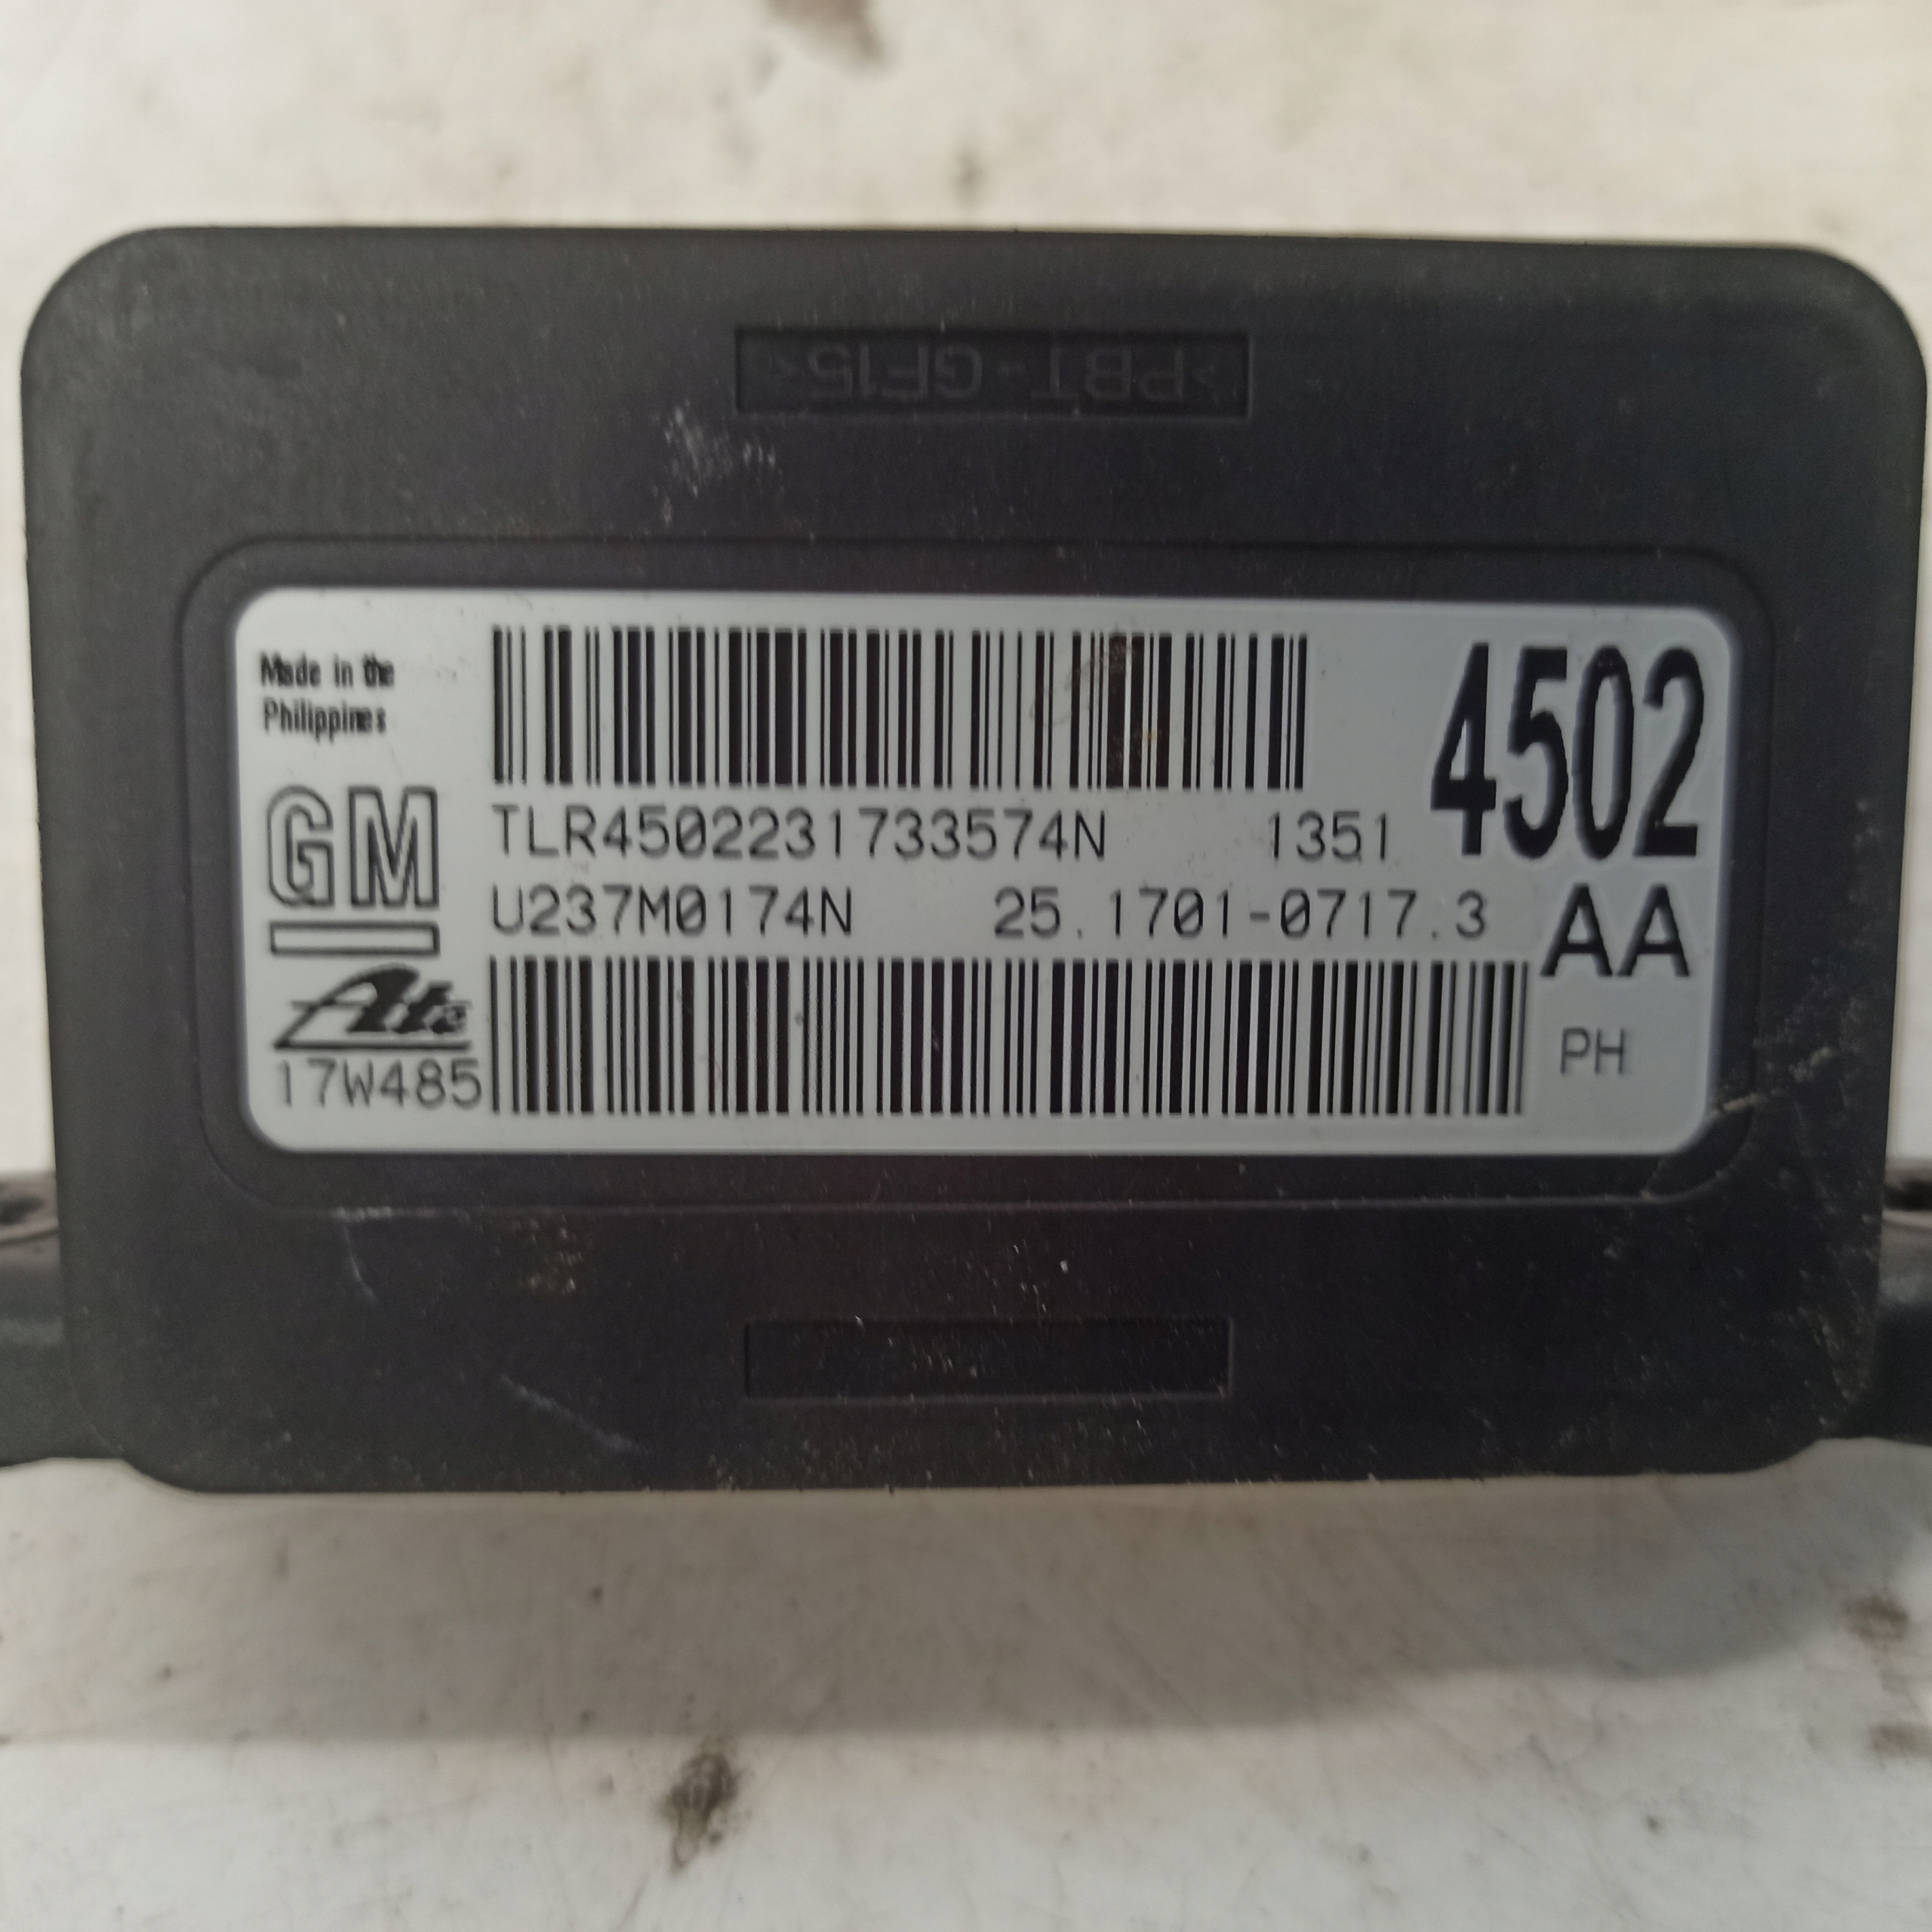 >PBT-GF15<
Made in the
Philippines
GM
TLR4502231733574N 1351
4502
U237M0174N 25.1701-0717.3
AA
Ate
17W485
PH